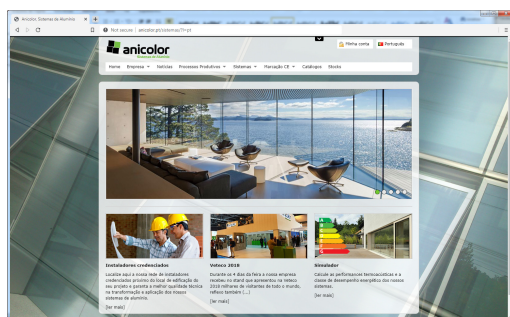 Anicolor. Sistemas de Alumínio
Not secure | anicolor.pt/sistemas/?l=pt
anicolor
Minha conta
Português
Home Empresa Notícias Processos Produtivos Sistemas Marcação CE Catálogos Stocks
Instaladores credenciados
Localize aqui a nossa rede de instaladores
credenciados próximo do local de edificação do
seu projeto e garanta a melhor qualidade técnica
na transformação e aplicação dos nossos
sistemas de alumínio.
[ler mais]
Veteco 2018
Durante os 4 dias da feira a nossa empresa
recebeu no stand que apresentou na Veteco
2018 milhares de visitantes de todo o mundo,
reflexo também [...]
[ler mais]
Simulador
Calcule as performances termoacústicas e a
classe de desempenho energético dos nossos
sistemas.
[ler mais]